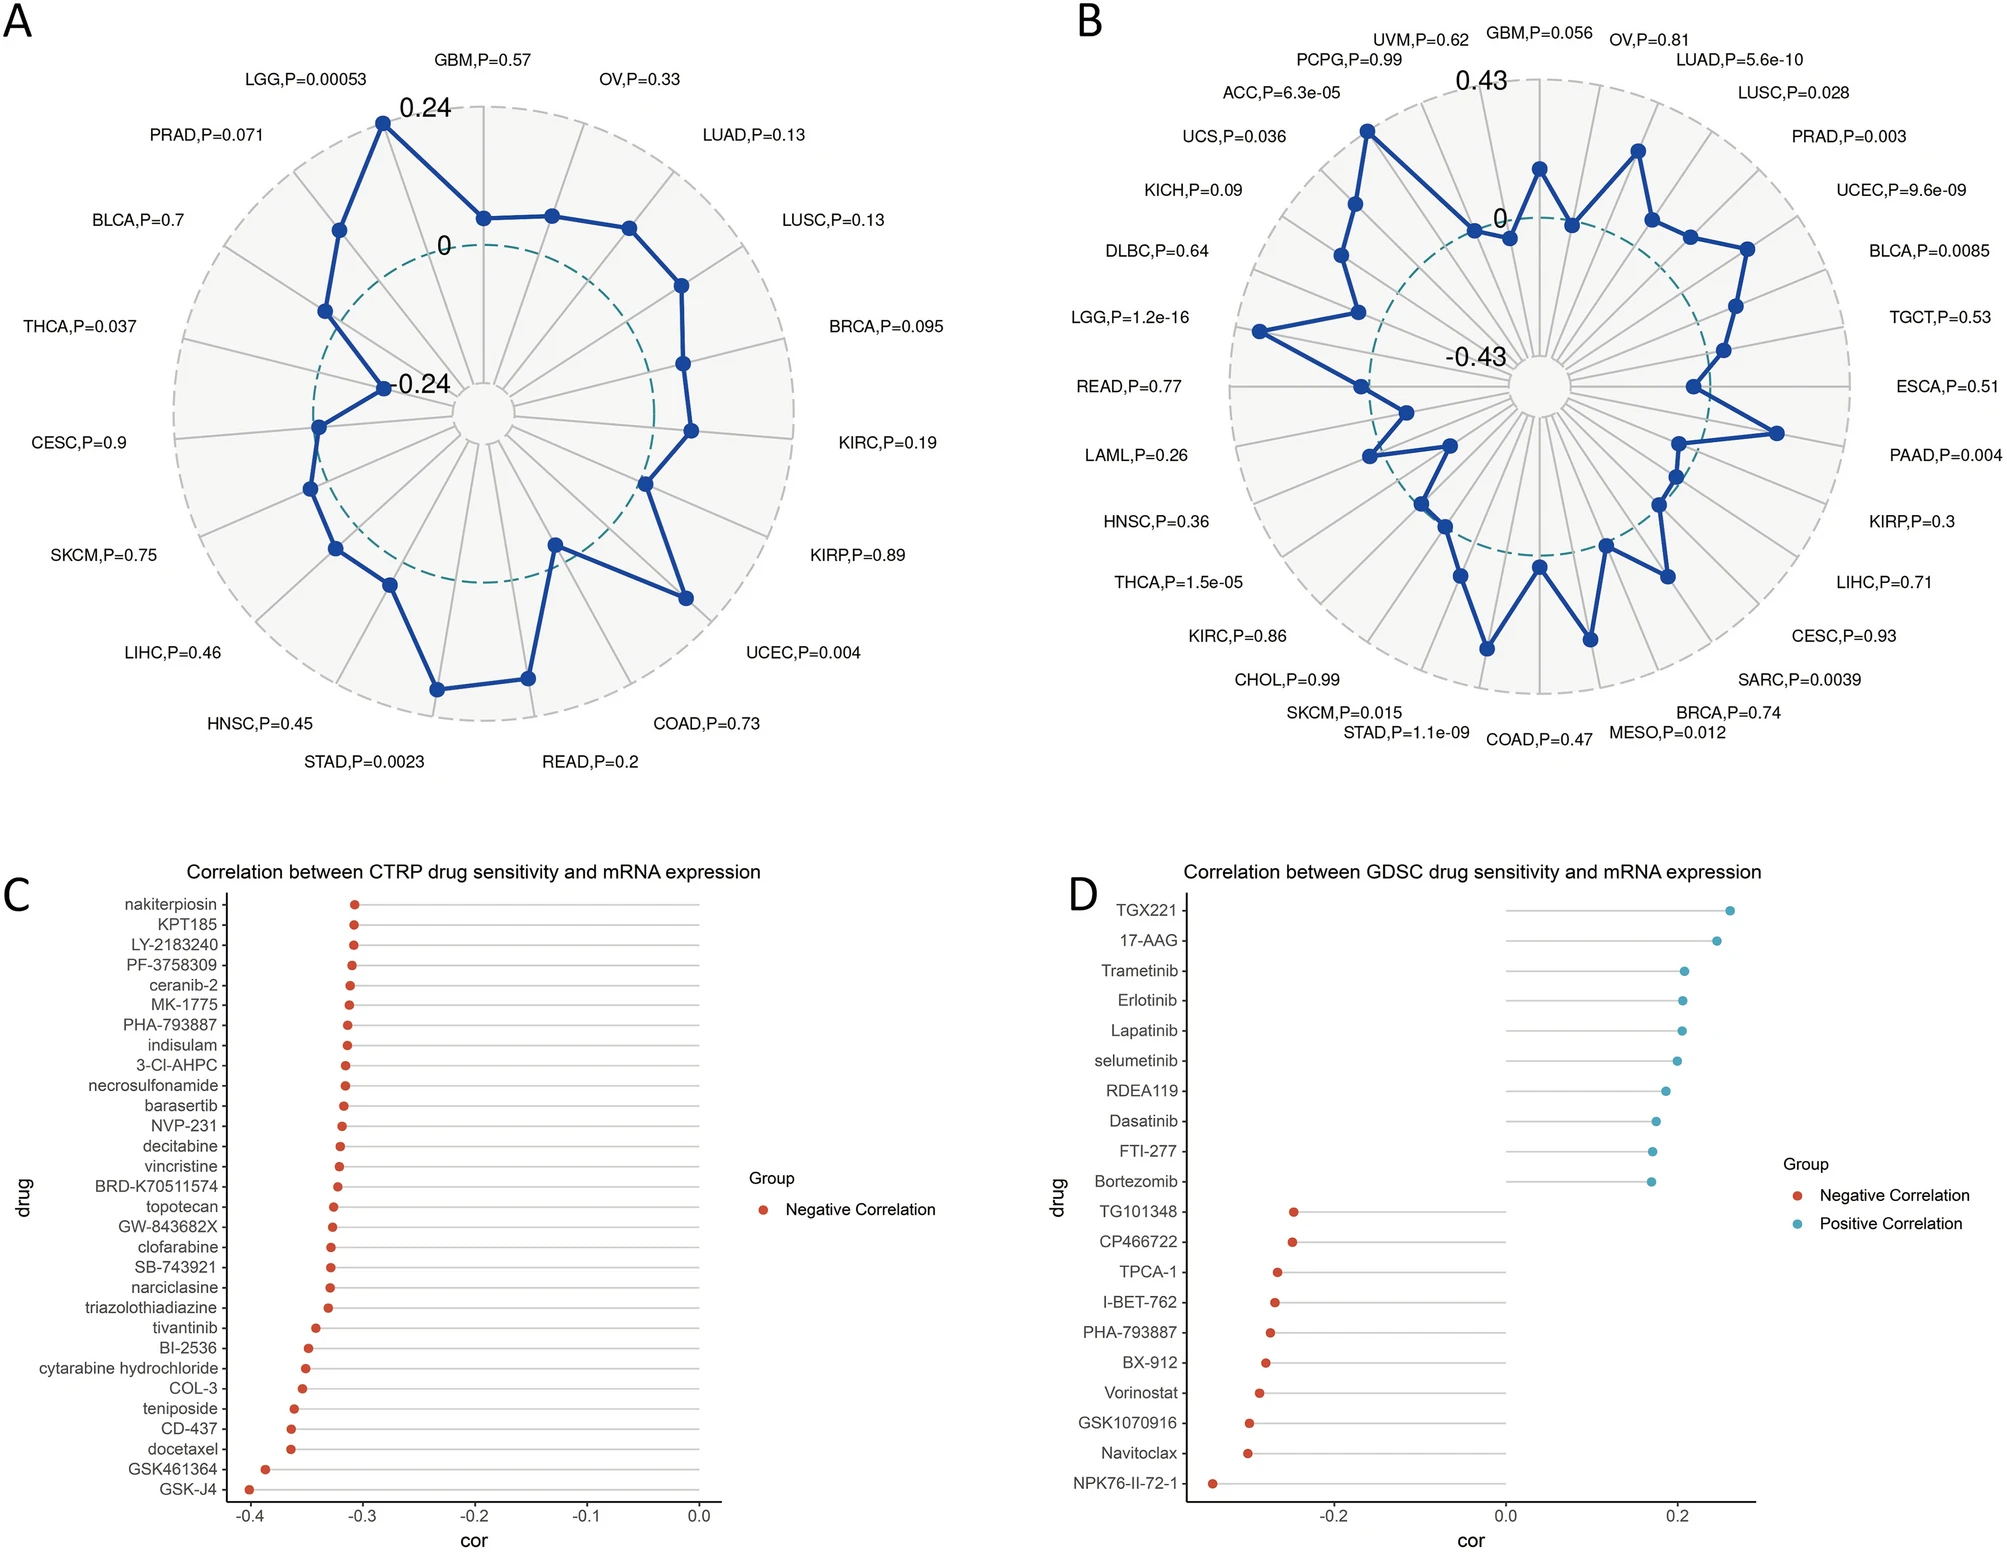 A
GBM,P=0.57
OV,P=0.33
LUAD,P=0.13
LUSC,P=0.13
BRCA,P=0.095
KIRC,P=0.19
KIRP,P=0.89
UCEC,P=0.004
COAD,P=0.73
READ,P=0.2
STAD,P=0.0023
HNSC,P=0.45
LIHC,P=0.46
SKCM,P=0.75
CESC,P=0.9
THCA,P=0.037
BLCA,P=0.7
PRAD,P=0.071
LGG,P=0.00053
0.24
0
-0.24
B
GBM,P=0.056
OV,P=0.81
LUAD,P=5.6e-10
LUSC,P=0.028
PRAD,P=0.003
UCEC,P=9.6e-09
BLCA,P=0.0085
TGCT,P=0.53
ESCA,P=0.51
PAAD,P=0.004
KIRP,P=0.3
LIHC,P=0.71
CESC,P=0.93
SARC,P=0.0039
BRCA,P=0.74
MESO,P=0.012
COAD,P=0.47
STAD,P=1.1e-09
SKCM,P=0.015
CHOL,P=0.99
KIRC,P=0.86
THCA,P=1.5e-05
HNSC,P=0.36
LAML,P=0.26
READ,P=0.77
LGG,P=1.2e-16
DLBC,P=0.64
KICH,P=0.09
UCS,P=0.036
ACC,P=6.3e-05
PCPG,P=0.99
UVM,P=0.62
0.43
0
-0.43
C
Correlation between CTRP drug sensitivity and mRNA expression
drug
nakiterpiosin
KPT185
LY-2183240
PF-3758309
ceranib-2
MK-1775
PHA-793887
indisulam
3-Cl-AHPC
necrosulfonamide
barasertib
NVP-231
decitabine
vincristine
BRD-K70511574
topotecan
GW-843682X
clofarabine
SB-743921
narciclasine
triazolothiadiazine
tivantinib
BI-2536
cytarabine hydrochloride
COL-3
teniposide
CD-437
docetaxel
GSK461364
GSK-J4
-0.4 -0.3 -0.2 -0.1 0.0
cor
Group
Negative Correlation
D
Correlation between GDSC drug sensitivity and mRNA expression
drug
TGX221
17-AAG
Trametinib
Erlotinib
Lapatinib
selumetinib
RDEA119
Dasatinib
FTI-277
Bortezomib
TG101348
CP466722
TPCA-1
I-BET-762
PHA-793887
BX-912
Vorinostat
GSK1070916
Navitoclax
NPK76-II-72-1
-0.2 0.0 0.2
cor
Group
Negative Correlation
Positive Correlation